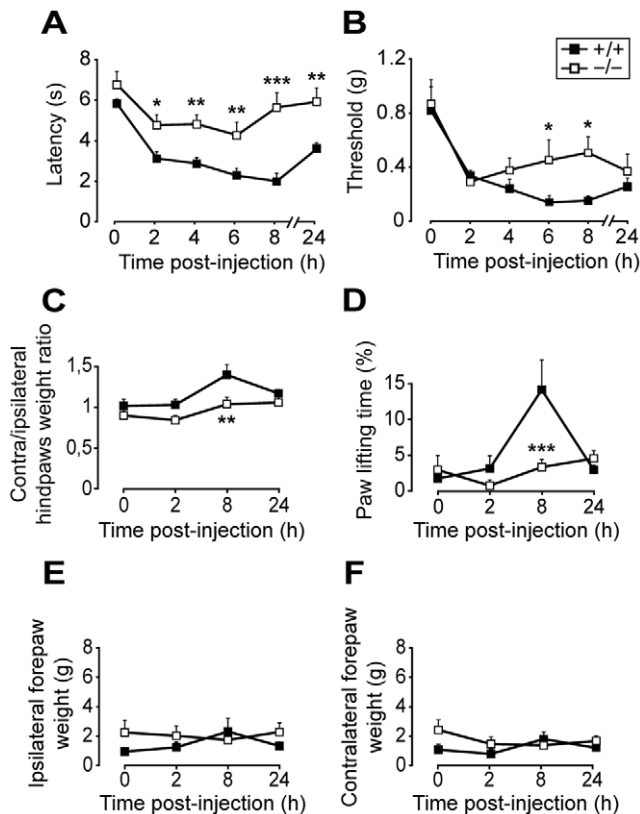 A
Latency (s)
8
6
4
2
0
*
**
**
***
**
0 2 4 6 8 24
Time post-injection (h)
B
+/+
−/−
Threshold (g)
1.2
0.8
0.4
0
*
*
0 2 4 6 8 24
Time post-injection (h)
C
Contra/ipsilateral
hindpaws weight ratio
1,5
1
0.5
0
**
0 2 8 24
Time post-injection (h)
D
Paw lifting time (%)
15
10
5
0
***
0 2 8 24
Time post-injection (h)
E
Ipsilateral forepaw
weight (g)
8
6
4
2
0
0 2 8 24
Time post-injection (h)
F
Contralateral forepaw
weight (g)
8
6
4
2
0
0 2 8 24
Time post-injection (h)